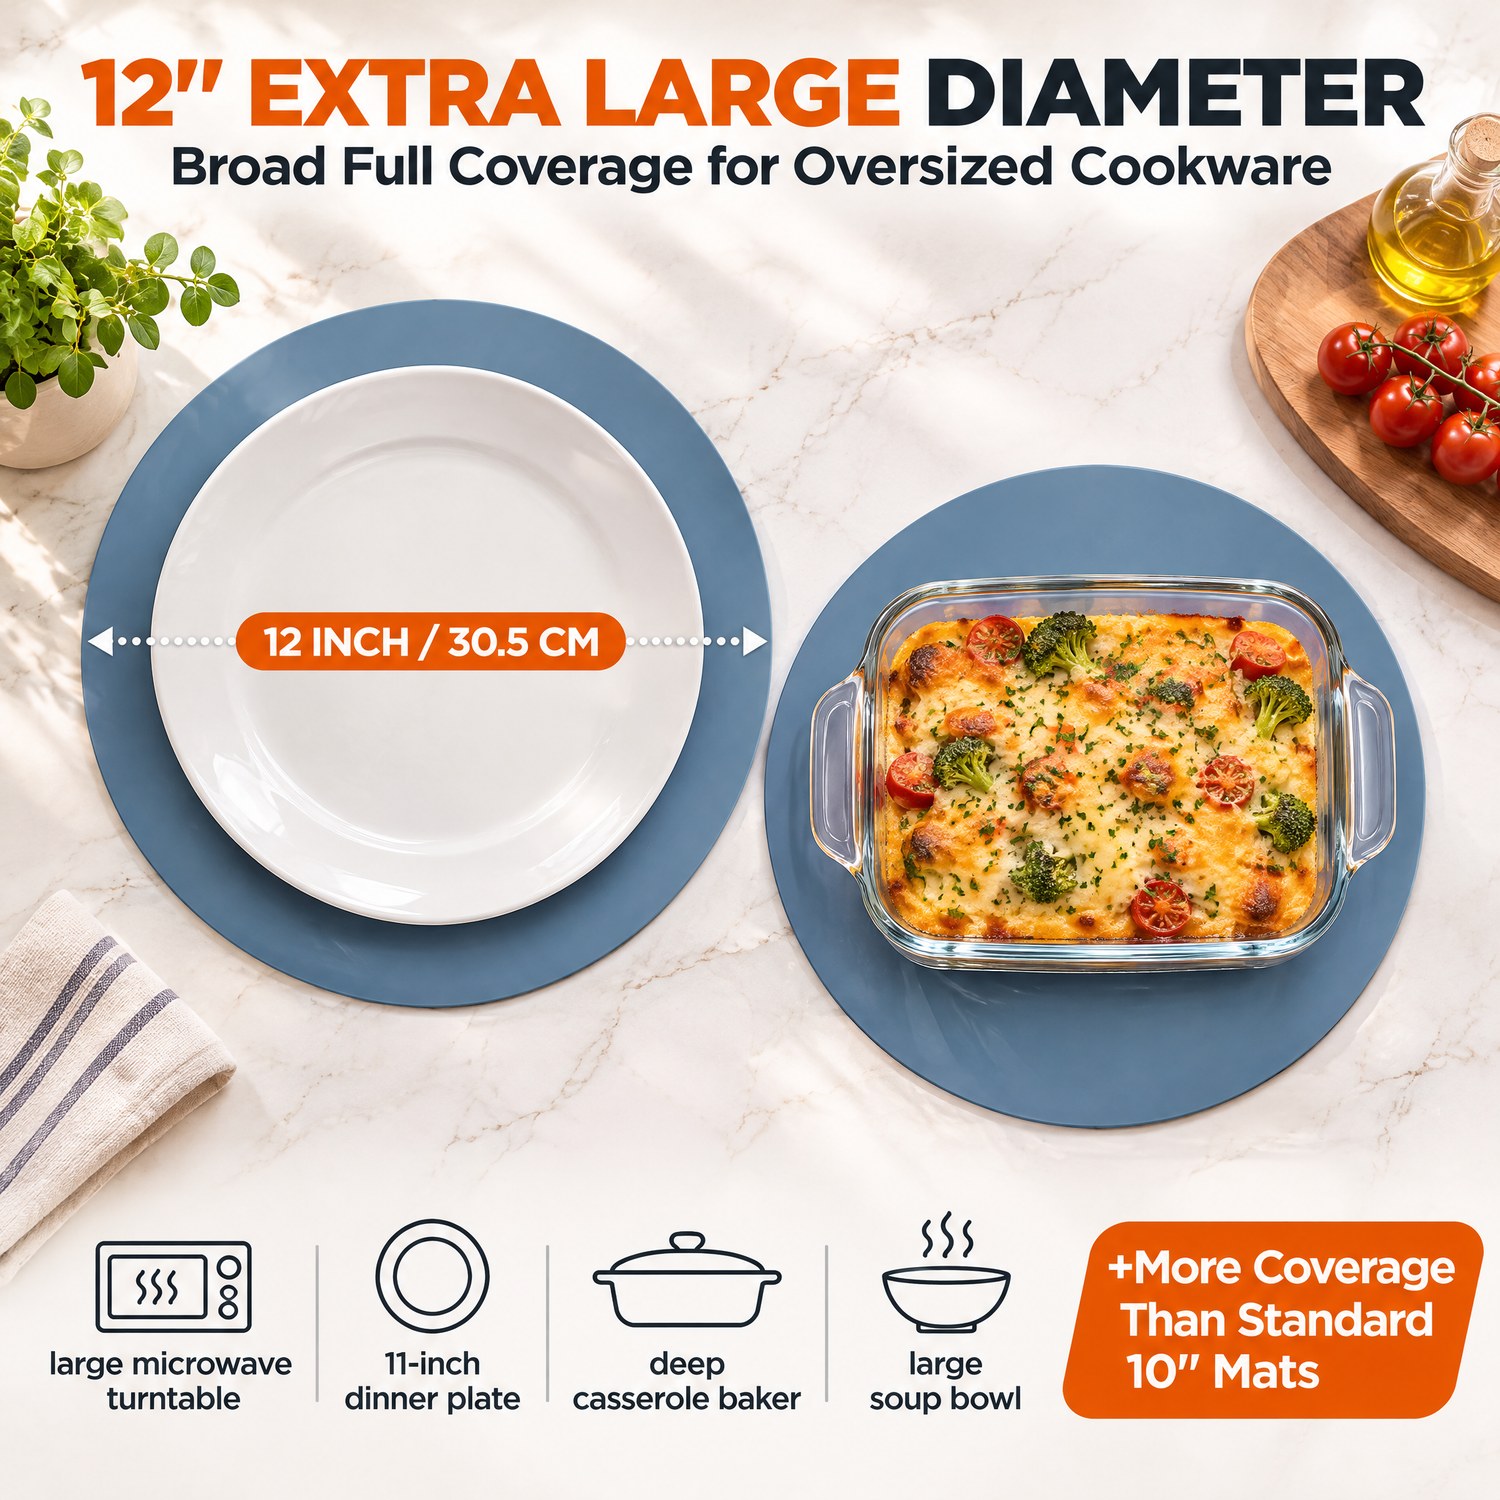 12" EXTRA LARGE DIAMETER
Broad Full Coverage for Oversized Cookware
12 INCH / 30.5 CM
large microwave
turntable
11-inch
dinner plate
deep
casserole baker
large
soup bowl
+More Coverage
Than Standard
10" Mats